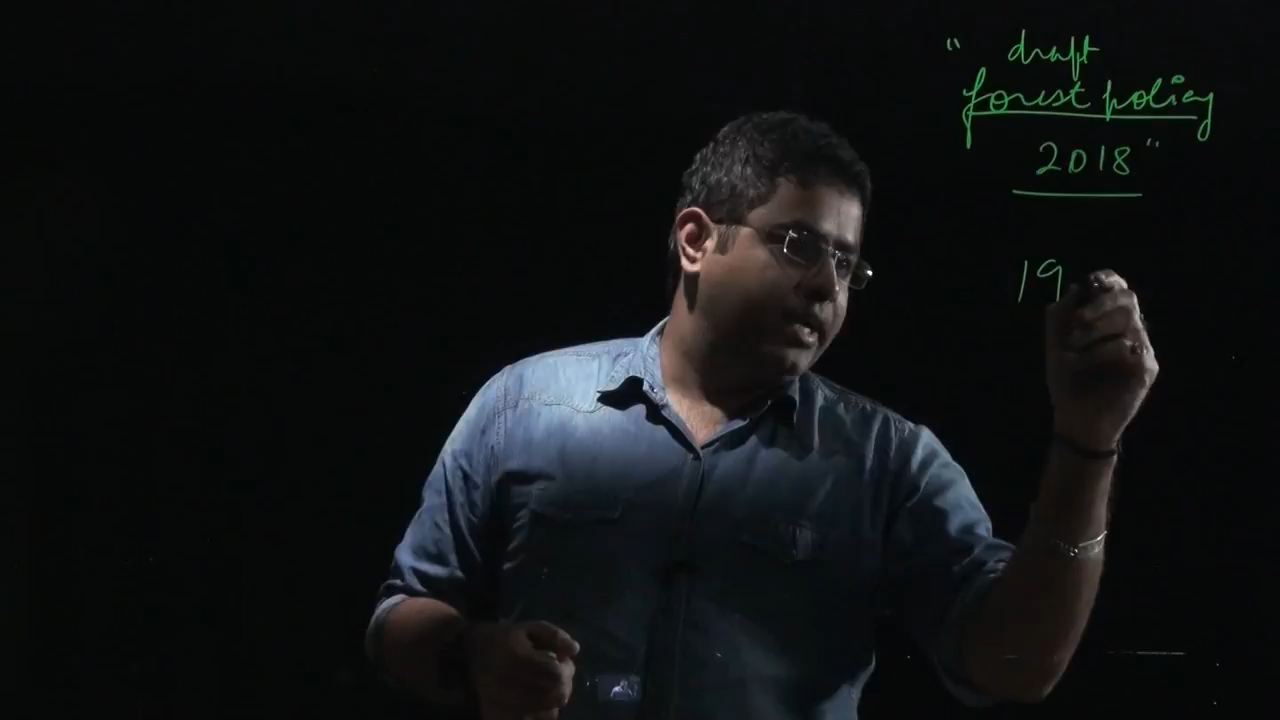 " draft
forest policy
2018 "
19